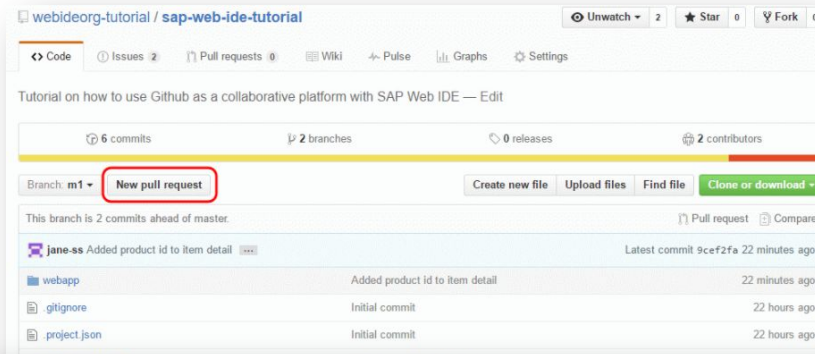 webideorg-tutorial / sap-web-ide-tutorial Unwatch 2 Star 0 Fork
Code Issues 2 Pull requests 0 Wiki Pulse Graphs Settings
Tutorial on how to use Github as a collaborative platform with SAP Web IDE — Edit
6 commits 2 branches 0 releases 2 contributors
Branch: m1 New pull request Create new file Upload files Find file Clone or download
This branch is 2 commits ahead of master. Pull request Compare
jane-ss Added product id to item detail ... Latest commit 9cef2fa 22 minutes ago
webapp Added product id to item detail 22 minutes ago
.gitignore Initial commit 22 hours ago
.project.json Initial commit 22 hours ago